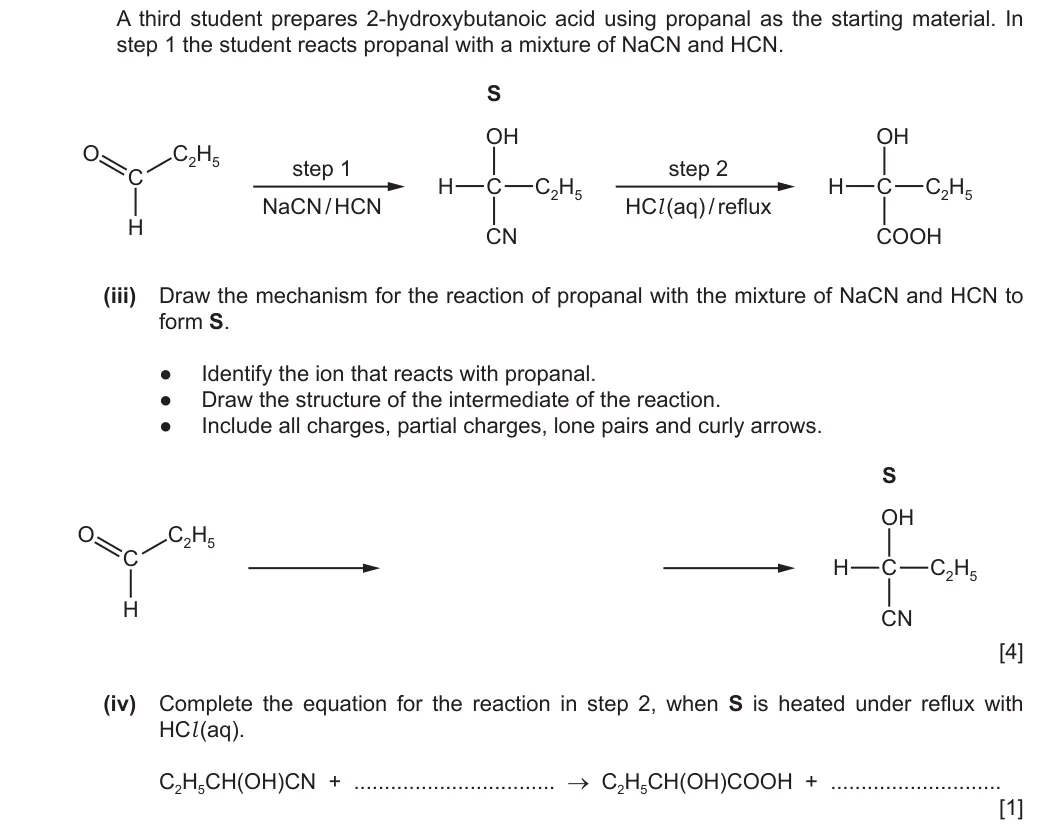 A third student prepares 2-hydroxybutanoic acid using propanal as the starting material. In
step 1 the student reacts propanal with a mixture of NaCN and HCN.
S
OH OH
O C₂H₅ step 1 step 2
C H C C₂H₅ H C C₂H₅
NaCN/HCN HCl(aq)/reflux
H CN COOH
(iii) Draw the mechanism for the reaction of propanal with the mixture of NaCN and HCN to
form S.
● Identify the ion that reacts with propanal.
● Draw the structure of the intermediate of the reaction.
● Include all charges, partial charges, lone pairs and curly arrows.
S
OH
O C₂H₅
C H C C₂H₅
H CN
[4]
(iv) Complete the equation for the reaction in step 2, when S is heated under reflux with
HCl(aq).
C₂H₅CH(OH)CN + ................................. → C₂H₅CH(OH)COOH + ............................
[1]